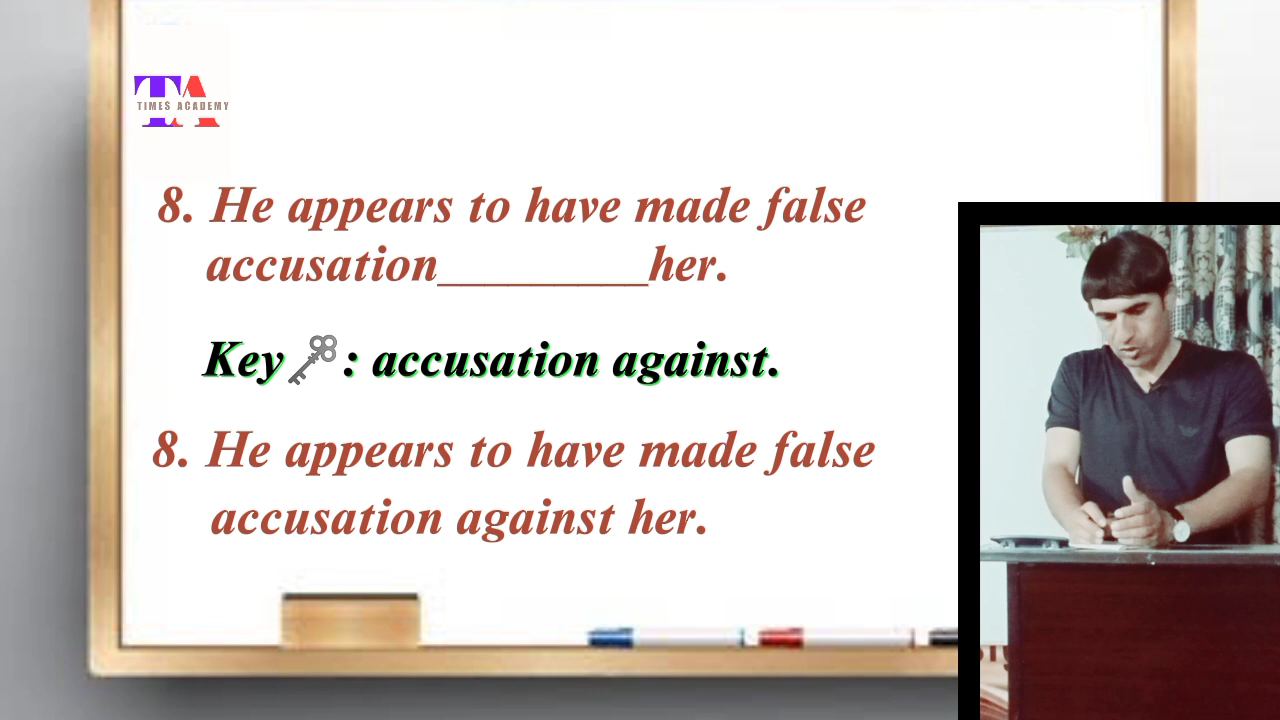 TA
TIMES ACADEMY
8. He appears to have made false
accusation_________her.
Key : accusation against.
8. He appears to have made false
accusation against her.